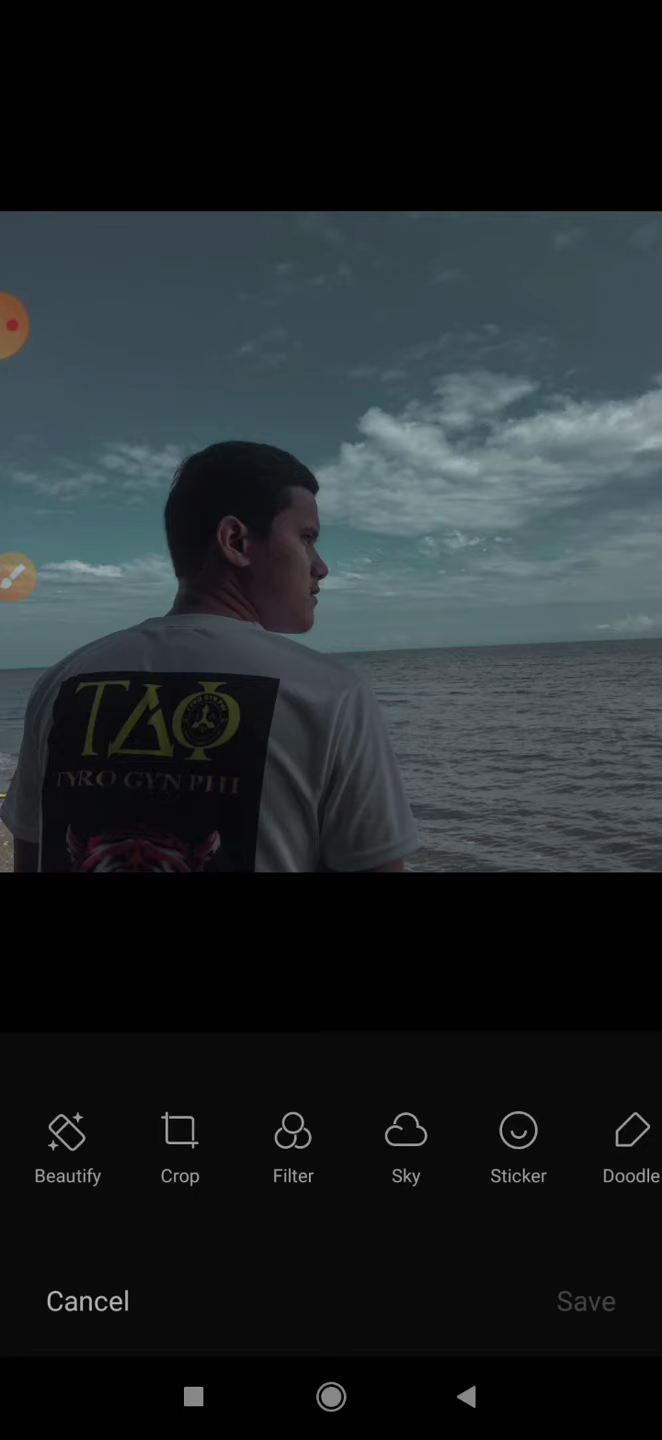 ΤΔΦ
TYRO GYN PHI
Beautify
Crop
Filter
Sky
Sticker
Doodle
Cancel
Save